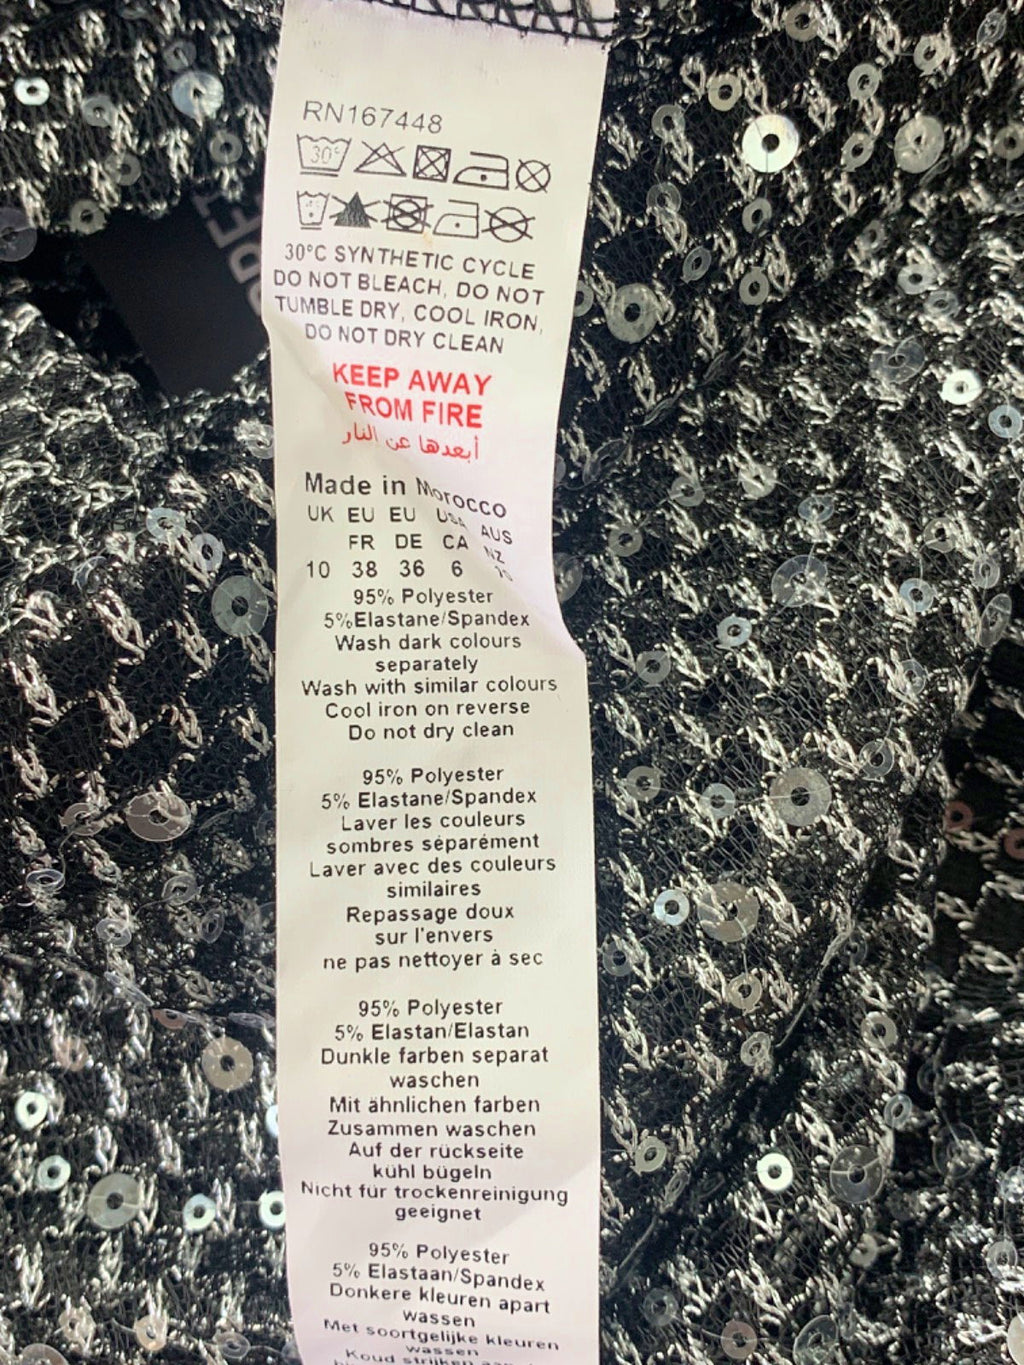 RN167448
30°
30°C SYNTHETIC CYCLE
DO NOT BLEACH, DO NOT
TUMBLE DRY, COOL IRON,
DO NOT DRY CLEAN
KEEP AWAY
FROM FIRE
أبعدها عن النار
Made in Morocco
UK EU EU USA AUS
FR DE CA NZ
10 38 36 6
95% Polyester
5%Elastane/Spandex
Wash dark colours
separately
Wash with similar colours
Cool iron on reverse
Do not dry clean
95% Polyester
5% Elastane/Spandex
Laver les couleurs
sombres séparément
Laver avec des couleurs
similaires
Repassage doux
sur l'envers
ne pas nettoyer à sec
95% Polyester
5% Elastan/Elastan
Dunkle farben separat
waschen
Mit ähnlichen farben
Zusammen waschen
Auf der rückseite
kühl bügeln
Nicht für trockenreinigung
geeignet
95% Polyester
5% Elastaan/Spandex
Donkere kleuren apart
wassen
Met soortgelijke kleuren
wassen
Koud strijken